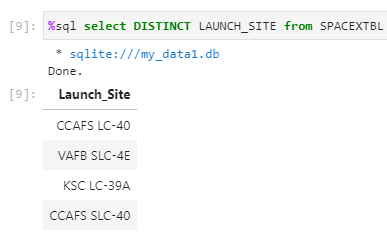 [9]: %sql select DISTINCT LAUNCH_SITE from SPACEXTBL
* sqlite:///my_data1.db
Done.
[9]: Launch_Site
CCAFS LC-40
VAFB SLC-4E
KSC LC-39A
CCAFS SLC-40